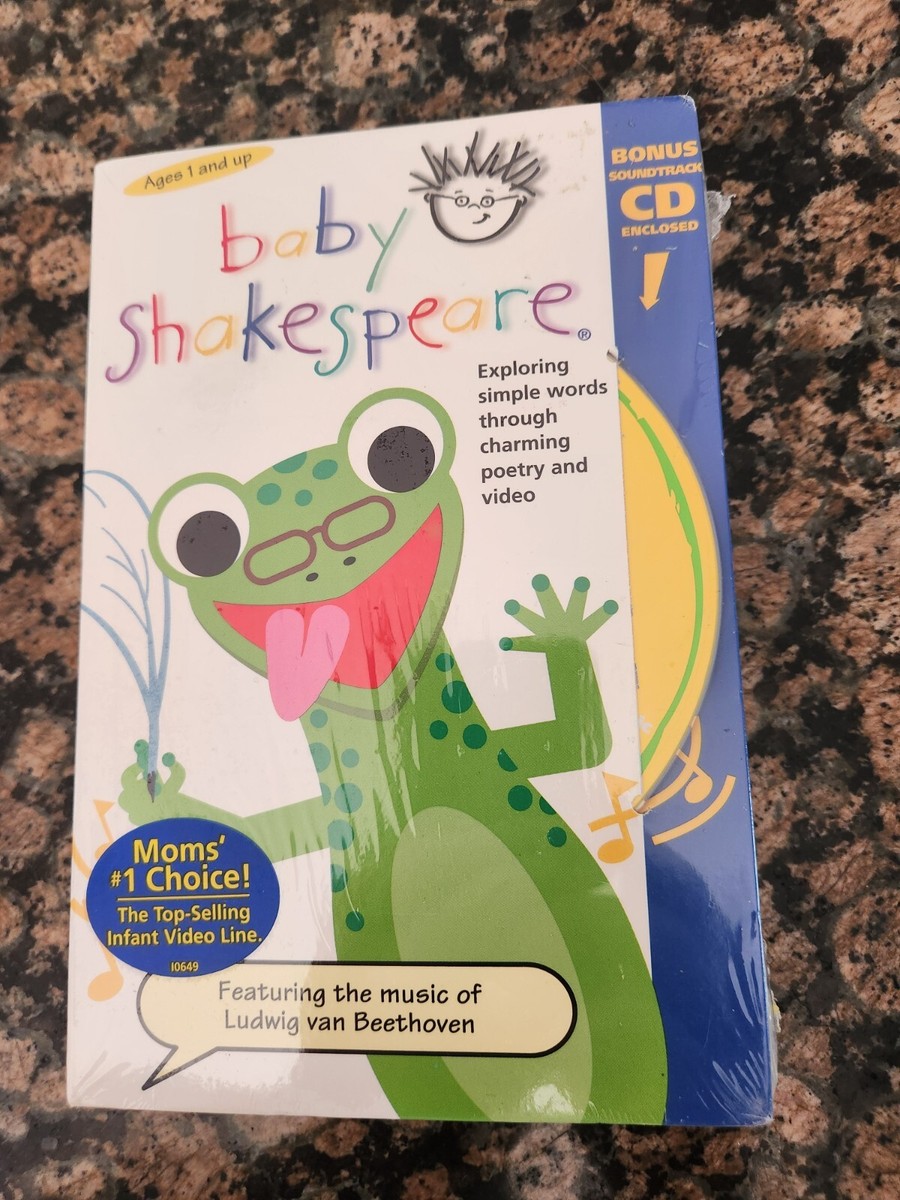 Ages 1 and up
baby
shakespeare®
Exploring
simple words
through
charming
poetry and
video
BONUS
SOUNDTRACK
CD
ENCLOSED
Moms'
#1 Choice!
The Top-Selling
Infant Video Line.
I0649
Featuring the music of
Ludwig van Beethoven